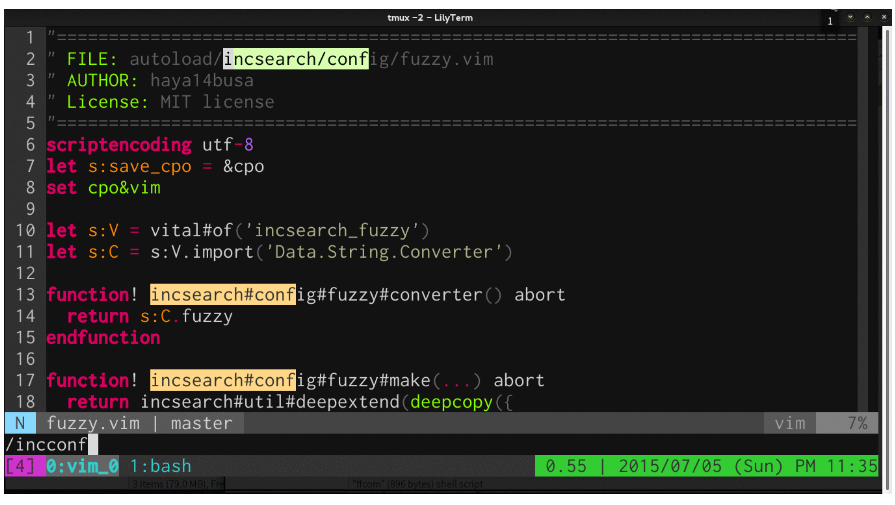 tmux -2 - LilyTerm
1
1 "=============================================================================
2 " FILE: autoload/incsearch/config/fuzzy.vim
3 " AUTHOR: haya14busa
4 " License: MIT license
5 "=============================================================================
6 scriptencoding utf-8
7 let s:save_cpo = &cpo
8 set cpo&vim
9
10 let s:V = vital#of('incsearch_fuzzy')
11 let s:C = s:V.import('Data.String.Converter')
12
13 function! incsearch#config#fuzzy#converter() abort
14   return s:C.fuzzy
15 endfunction
16
17 function! incsearch#config#fuzzy#make(...) abort
18   return incsearch#util#deepextend(deepcopy({
N fuzzy.vim | master vim 7%
/incconf
[4] 0:vim_0 1:bash 0.55 | 2015/07/05 (Sun) PM 11:35
3 items (79.0 MB), Fre "ffcom" (896 bytes) shell script